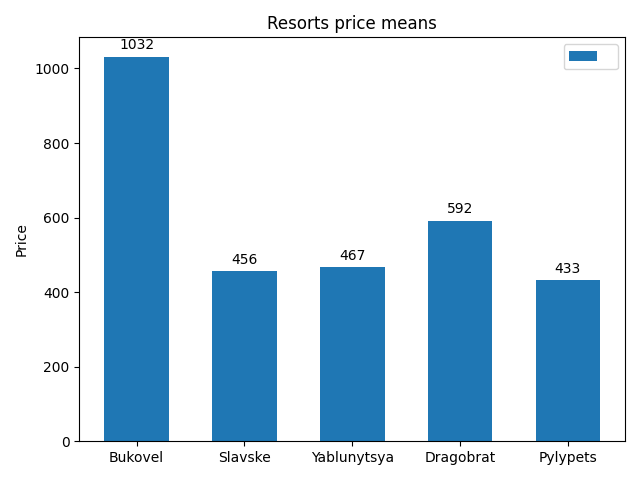 Resorts price means
1032
1000
800
600
400
200
0
Price
456
467
592
433
Bukovel
Slavske
Yablunytsya
Dragobrat
Pylypets